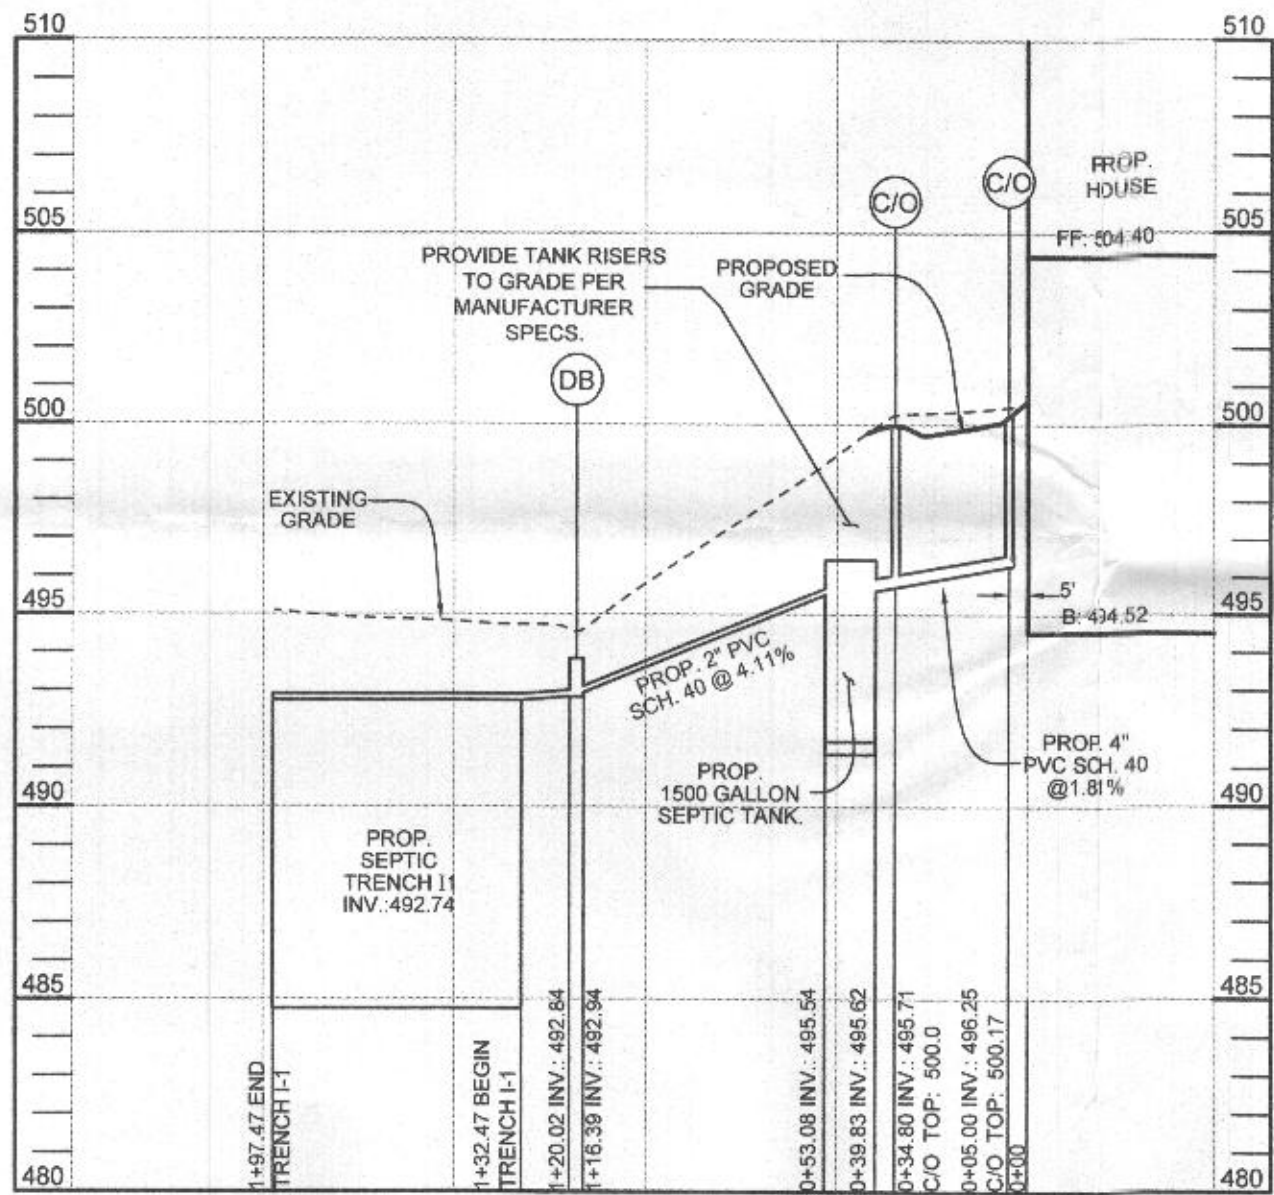 510
510
PROP.
HOUSE
C/O
C/O
505
505
FF: 504.40
PROVIDE TANK RISERS
TO GRADE PER
MANUFACTURER
SPECS.
PROPOSED
GRADE
DB
500
500
EXISTING
GRADE
495
495
5'
B: 494.52
PROP. 2" PVC
SCH. 40 @ 4.11%
PROP. 4"
PVC SCH. 40
@1.81%
PROP.
1500 GALLON
SEPTIC TANK.
490
490
PROP.
SEPTIC
TRENCH I1
INV.:492.74
485
485
1+97.47 END
TRENCH I-1
1+32.47 BEGIN
TRENCH I-1
1+20.02 INV.: 492.84
1+16.39 INV.: 492.94
0+53.08 INV.: 495.54
0+39.83 INV.: 495.62
0+34.80 INV.: 495.71
C/O TOP: 500.0
0+05.00 INV.: 496.25
C/O TOP: 500.17
0+00
480
480